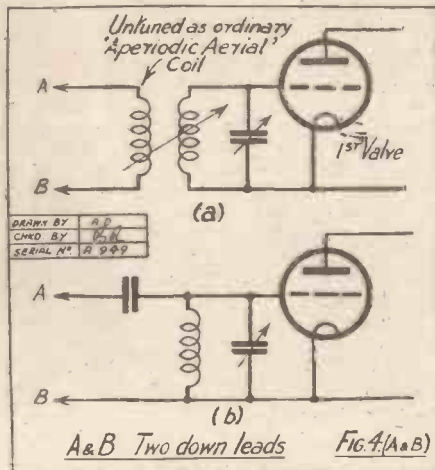 Untuned as ordinary
'Aperiodic Aerial'
Coil
A
B
1ST Valve
(a)
DRAWN BY A.D.
CHKD. BY
SERIAL No. A 949
A
B
(b)
A & B Two down leads FIG. 4.(A&B)